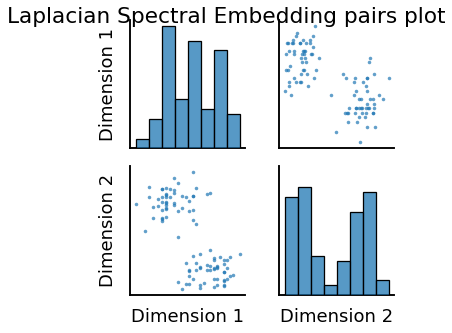 Laplacian Spectral Embedding pairs plot
Dimension 1
Dimension 2
Dimension 1
Dimension 2